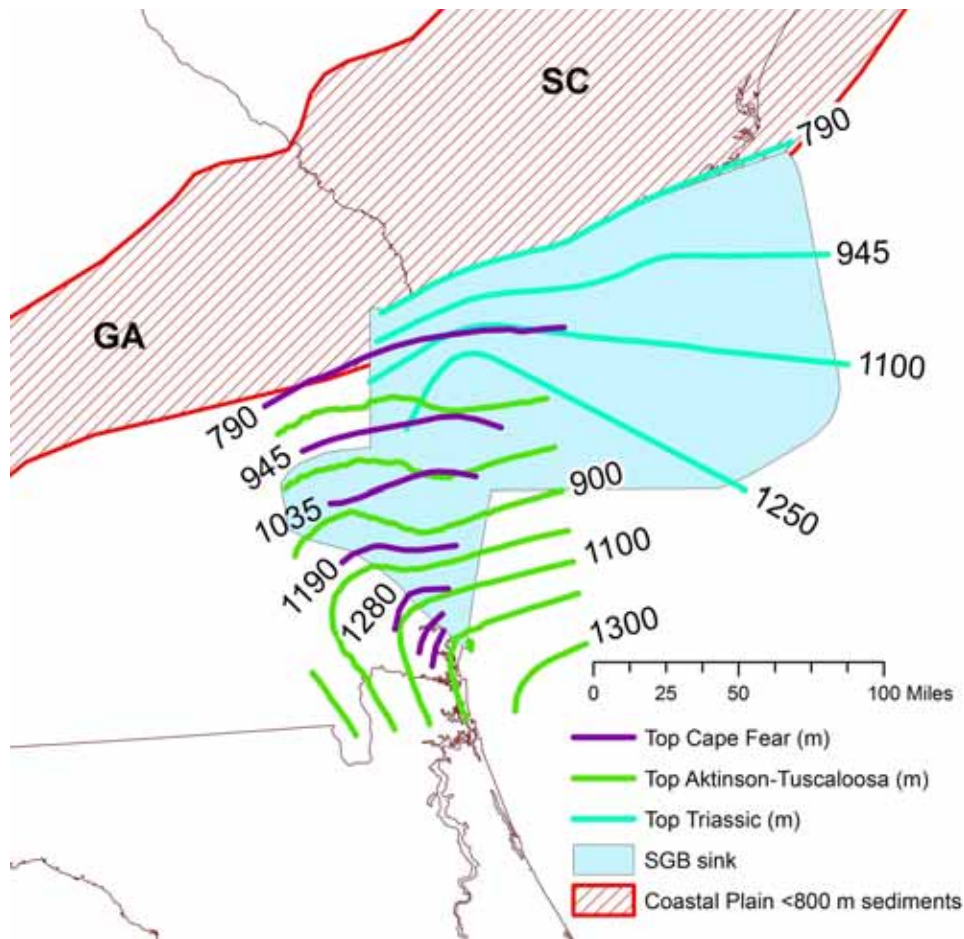 SC
790
945
GA
1100
790
945
900
1035
1250
1100
1190
1280
1300
0 25 50 100 Miles
Top Cape Fear (m)
Top Aktinson-Tuscaloosa (m)
Top Triassic (m)
SGB sink
Coastal Plain <800 m sediments